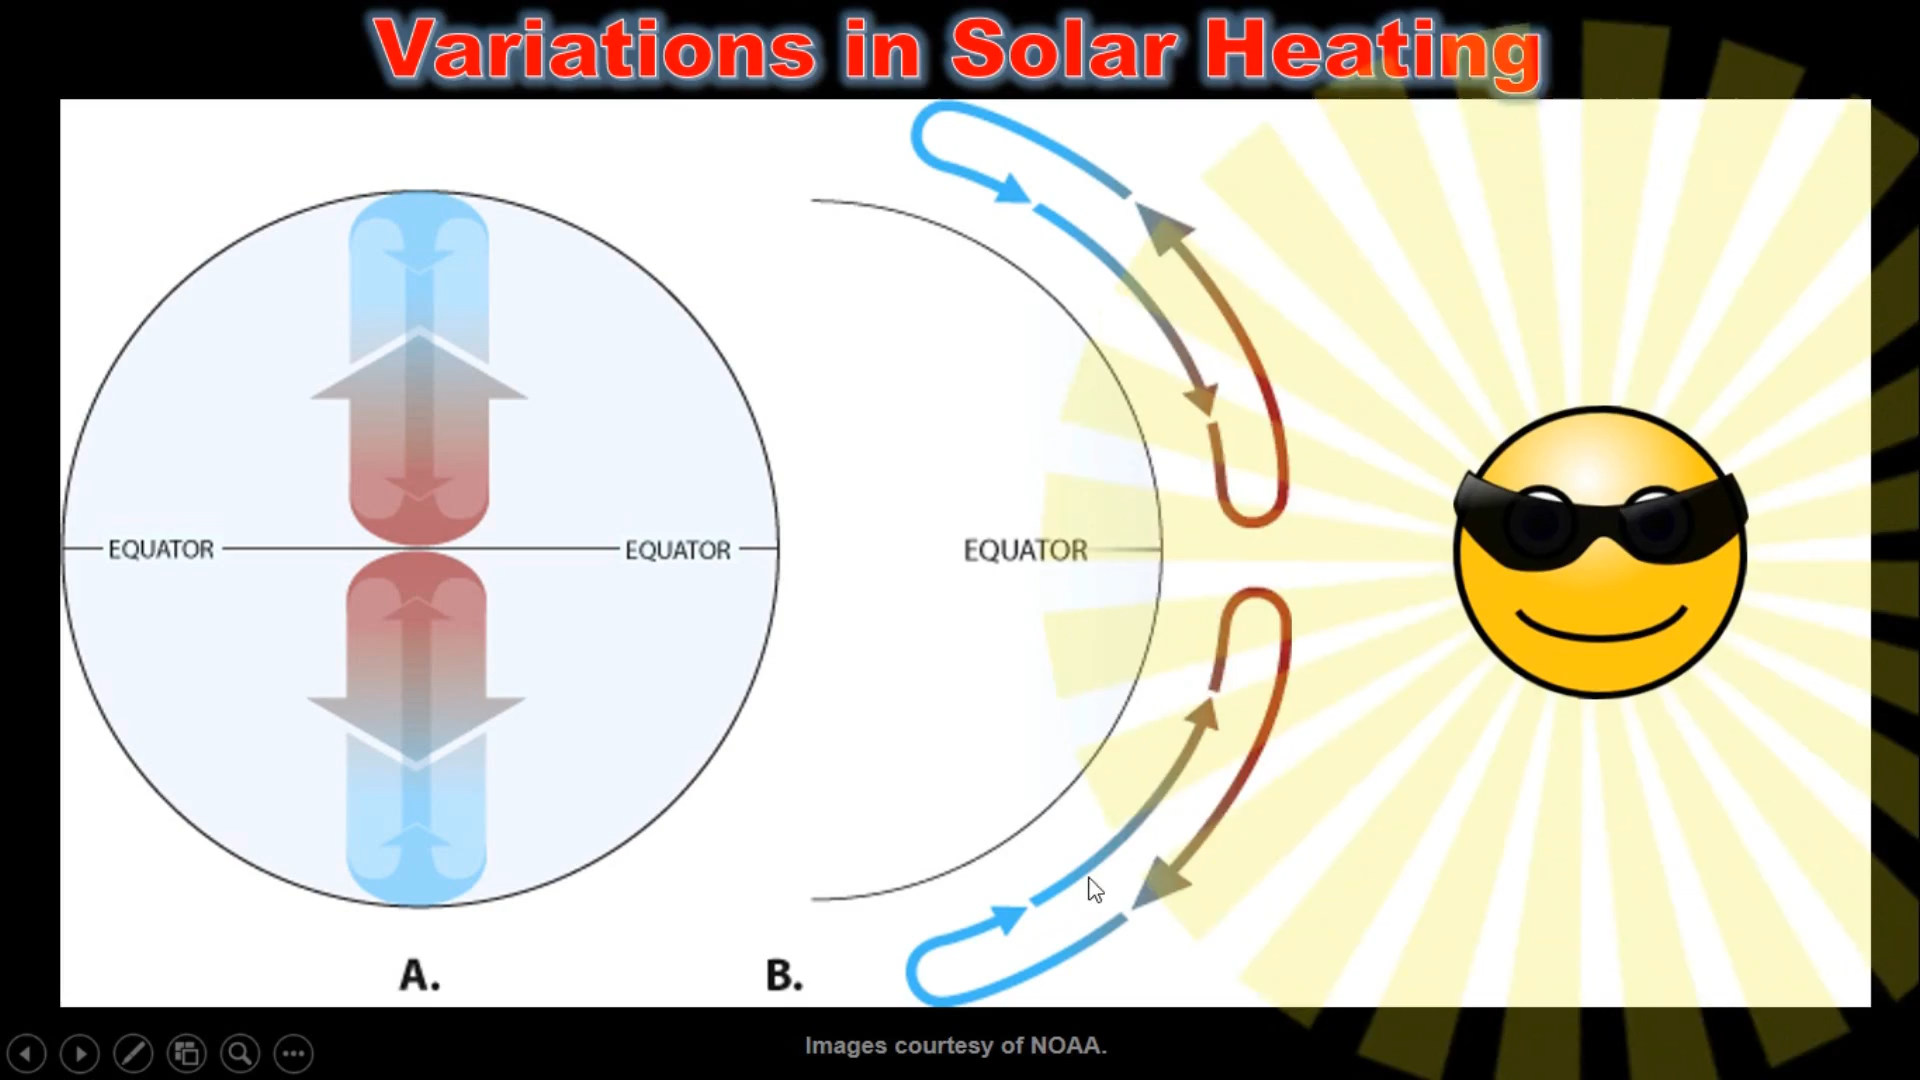 Variations in Solar Heating
EQUATOR
EQUATOR
EQUATOR
A.
B.
Images courtesy of NOAA.